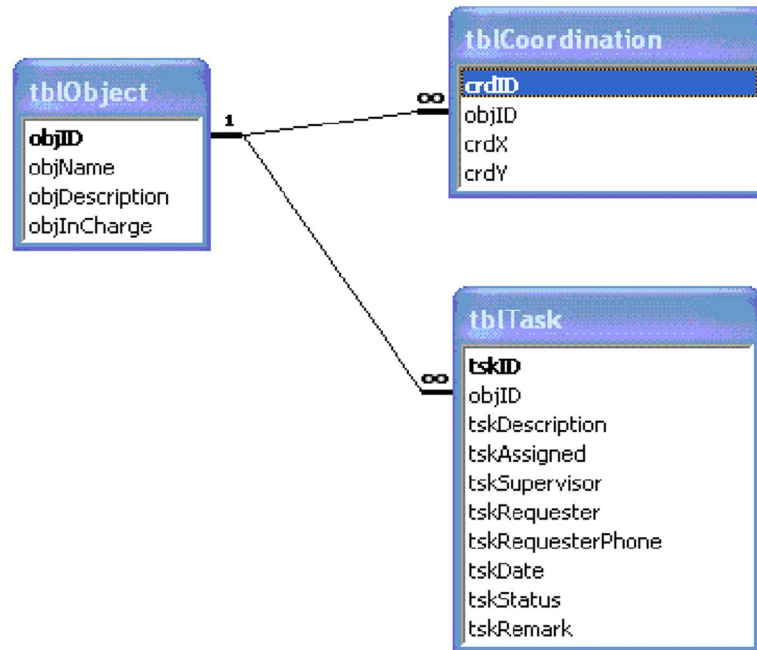 tblObject
objID
objName
objDescription
objInCharge
1
∞
tblCoordination
crdID
objID
crdX
crdY
∞
tblTask
tskID
objID
tskDescription
tskAssigned
tskSupervisor
tskRequester
tskRequesterPhone
tskDate
tskStatus
tskRemark